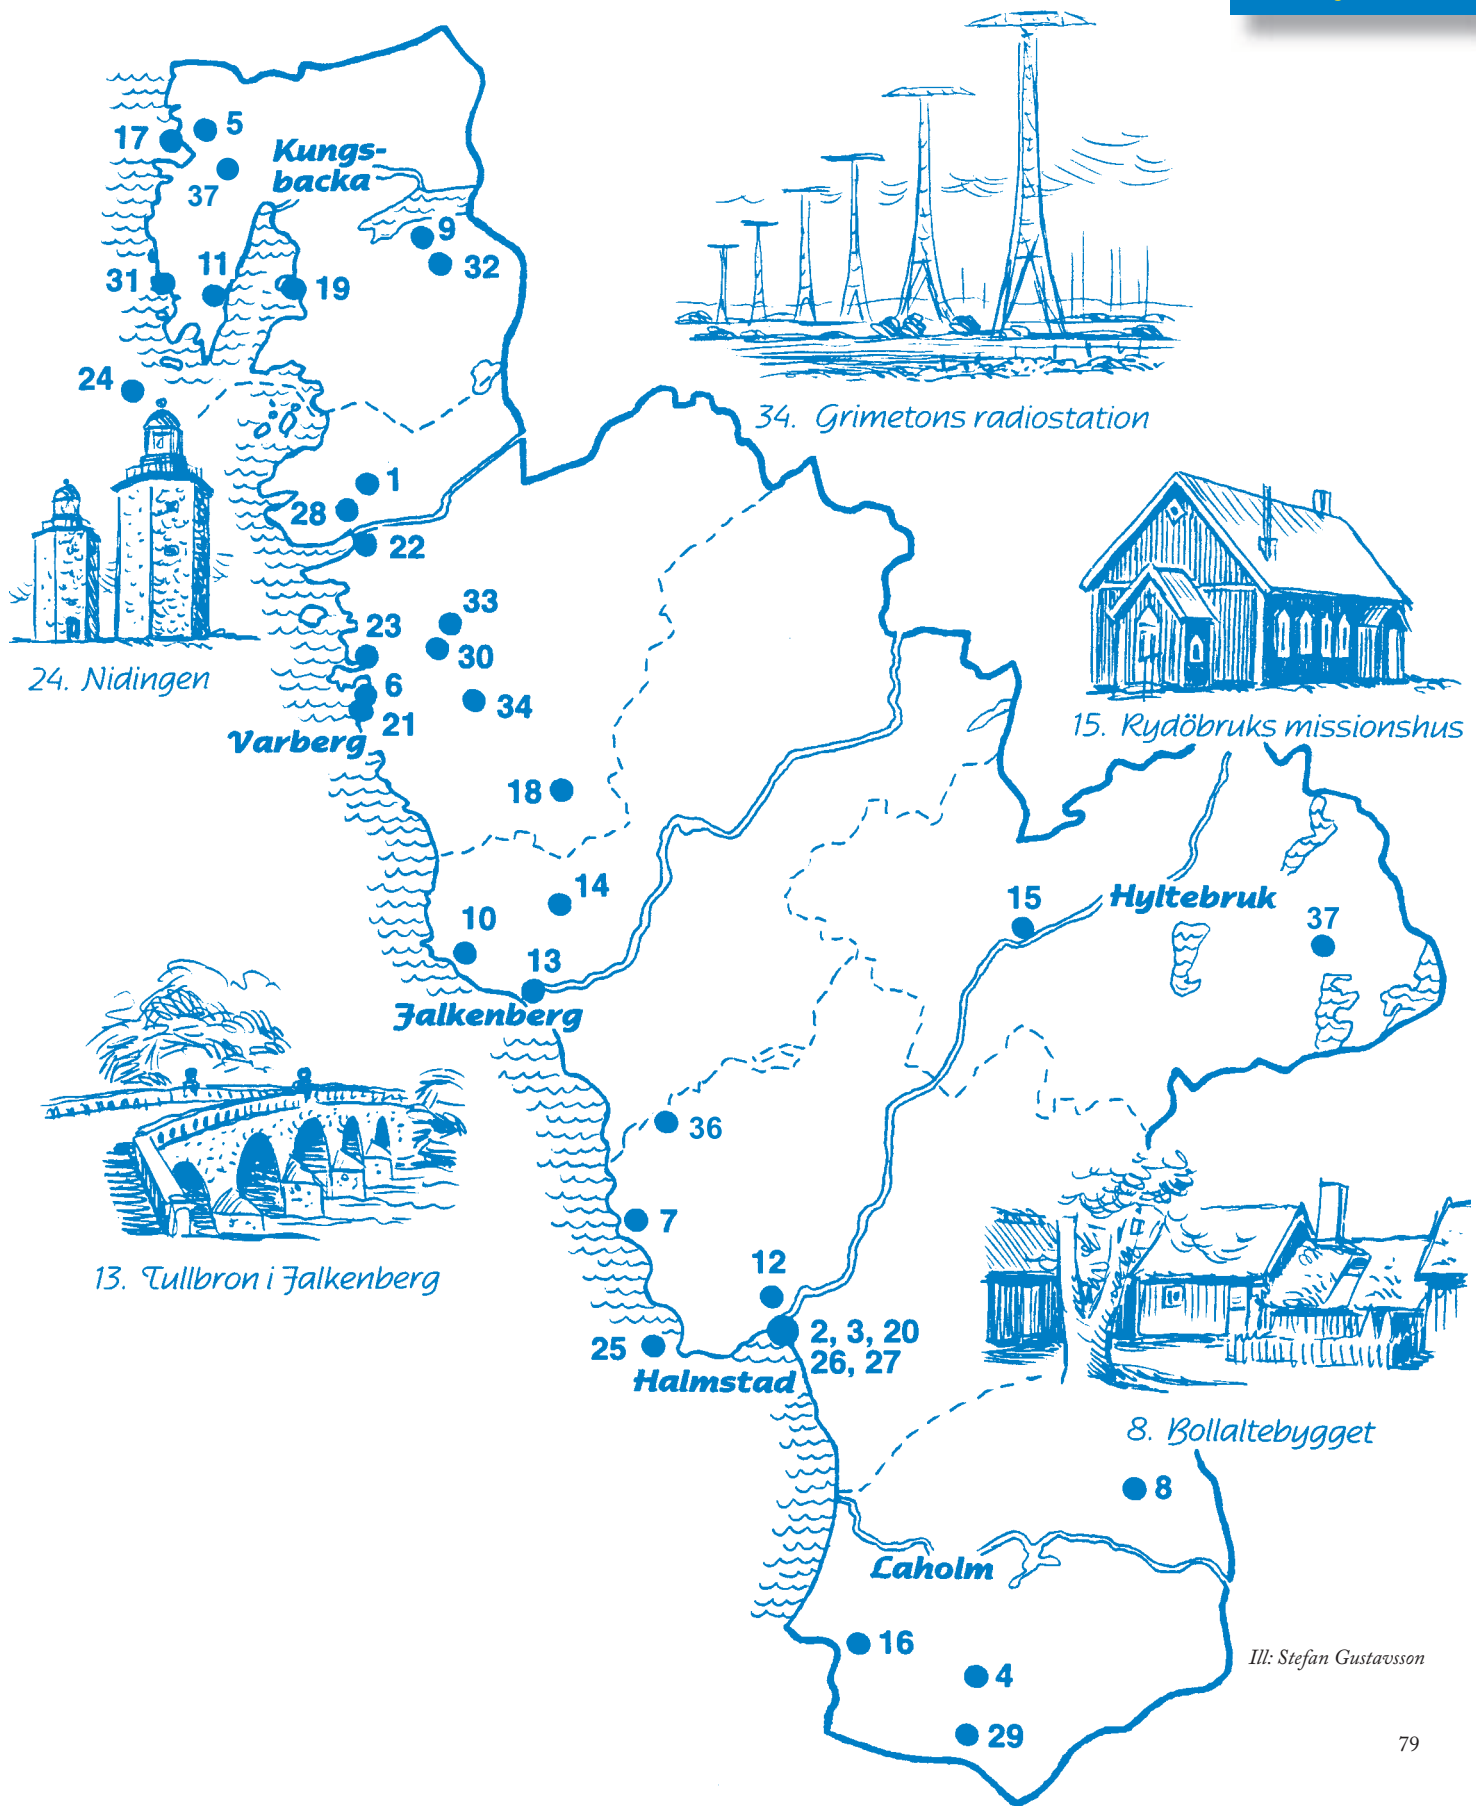 17
5
37
Kungs-
backa
9
32
31
11
19
24
34. Grimetons radiostation
1
28
22
33
23
30
24. Nidingen
6
34
21
Varberg
15. Rydöbruks missionshus
18
14
15
Hyltebruk
10
37
13
Falkenberg
36
7
13. Tullbron i Falkenberg
12
2, 3, 20
26, 27
25
Halmstad
8. Bollaltebygget
8
Laholm
16
4
Ill: Stefan Gustavsson
29
79